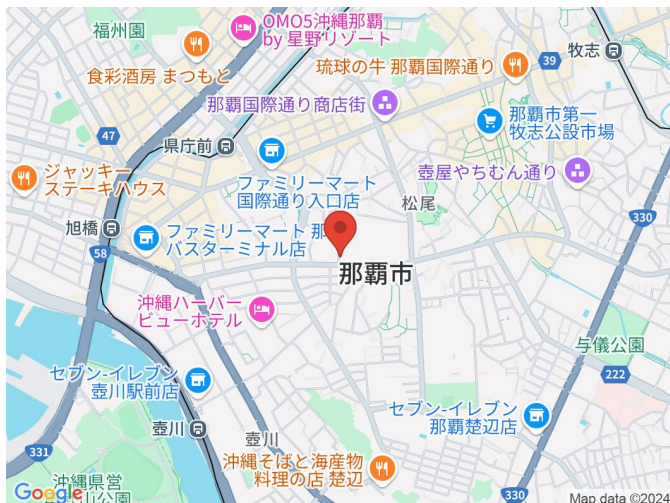 福州園
OMO5沖縄那覇
by 星野リゾート
牧志
食彩酒房 まつもと
琉球の牛 那覇国際通り
39
那覇国際通り商店街
那覇市第一
牧志公設市場
47
県庁前
ジャッキー
ステーキハウス
ファミリーマート
国際通り入口店
壺屋やちむん通り
松尾
330
旭橋
58
ファミリーマート 那
バスターミナル店
那覇市
沖縄ハーバー
ビューホテル
与儀公園
222
セブン-イレブン
壺川駅前店
セブン-イレブン
那覇楚辺店
壺川
壺川
331
沖縄そばと海産物
料理の店 楚辺
沖縄県営
山公園
330
Google
Map data ©2024